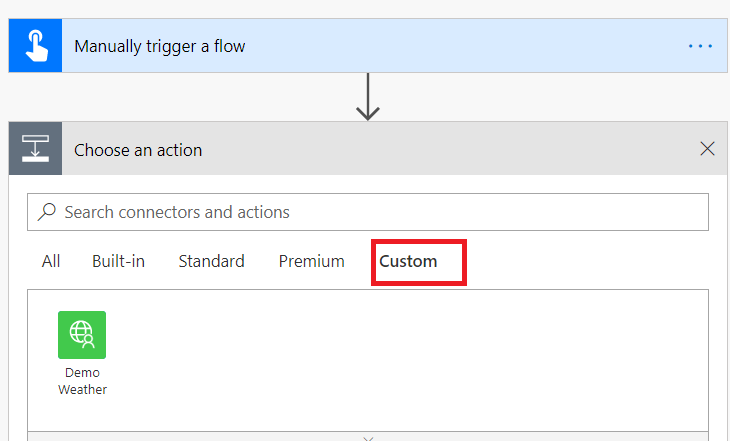 Manually trigger a flow
Choose an action
Search connectors and actions
All Built-in Standard Premium Custom
Demo
Weather